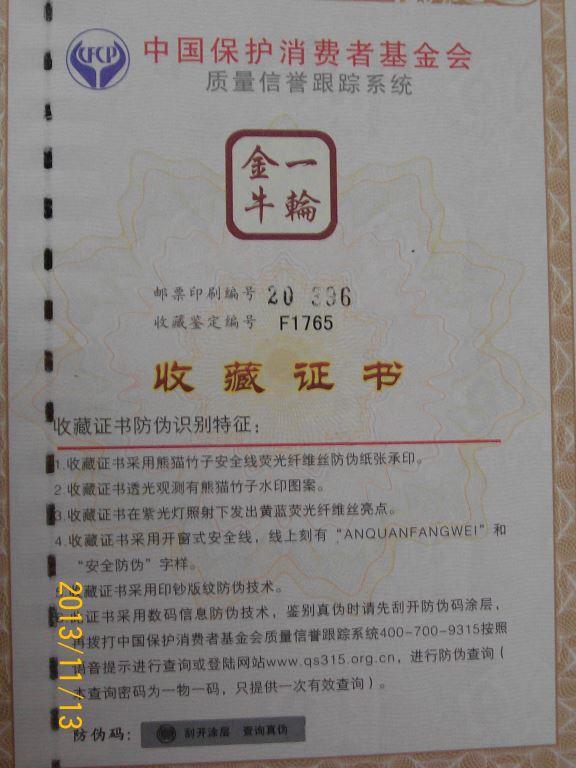 CFCP
中国保护消费者基金会
质量信誉跟踪系统
金一
牛輪
邮票印刷编号 20 396
收藏鉴定编号 F1765
收藏证书
收藏证书防伪识别特征：
1.收藏证书采用熊猫竹子安全线荧光纤维丝防伪纸张承印。
2.收藏证书透光观测有熊猫竹子水印图案。
3.收藏证书在紫光灯照射下发出黄蓝荧光纤维丝亮点。
4.收藏证书采用开窗式安全线，线上刻有“ANQUANFANGWEI”和
“安全防伪”字样。
收藏证书采用印钞版纹防伪技术。
此证书采用数码信息防伪技术，鉴别真伪时请先刮开防伪码涂层，
再拨打中国保护消费者基金会质量信誉跟踪系统400-700-9315按照
语音提示进行查询或登陆网站www.qs315.org.cn，进行防伪查询（
本查询密码为一物一码，只提供一次有效查询）。
防伪码： 刮开涂层 查询真伪
2013/11/13